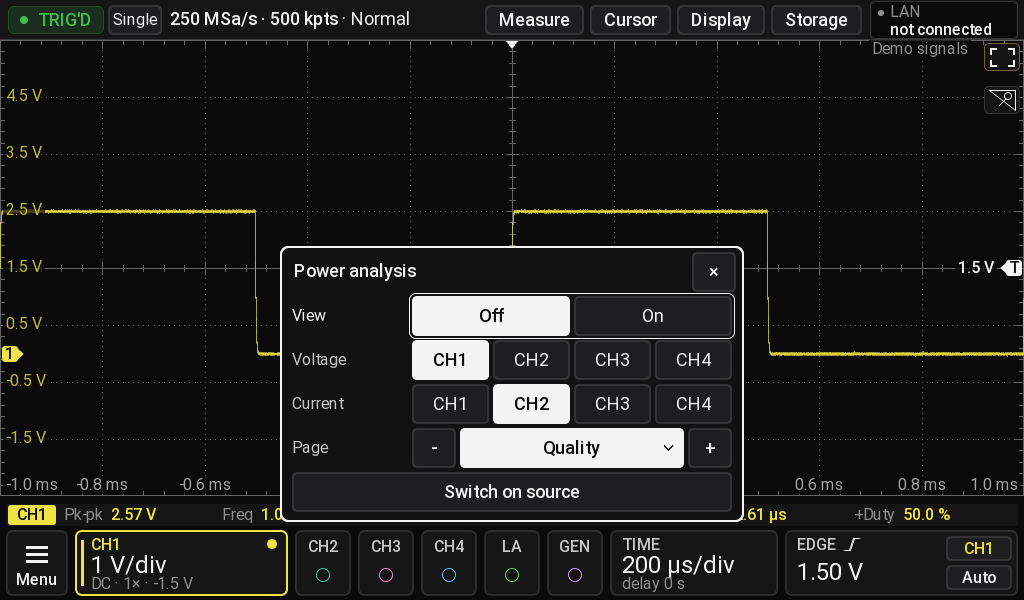 TRIG'D Single 250 MSa/s · 500 kpts · Normal Measure Cursor Display Storage LAN
not connected
Demo signals
4.5 V
3.5 V
2.5 V
1.5 V 1.5 V T
0.5 V
1
-0.5 V
-1.5 V
Power analysis ×
View Off On
Voltage CH1 CH2 CH3 CH4
Current CH1 CH2 CH3 CH4
Page - Quality +
Switch on source
-1.0 ms -0.8 ms -0.6 ms 0.6 ms 0.8 ms 1.0 ms
CH1 Pk-pk 2.57 V Freq 1.0 .61 µs +Duty 50.0 %
Menu
CH1
1 V/div
DC · 1× · -1.5 V
CH2 CH3 CH4 LA GEN
TIME
200 µs/div
delay 0 s
EDGE CH1
1.50 V Auto